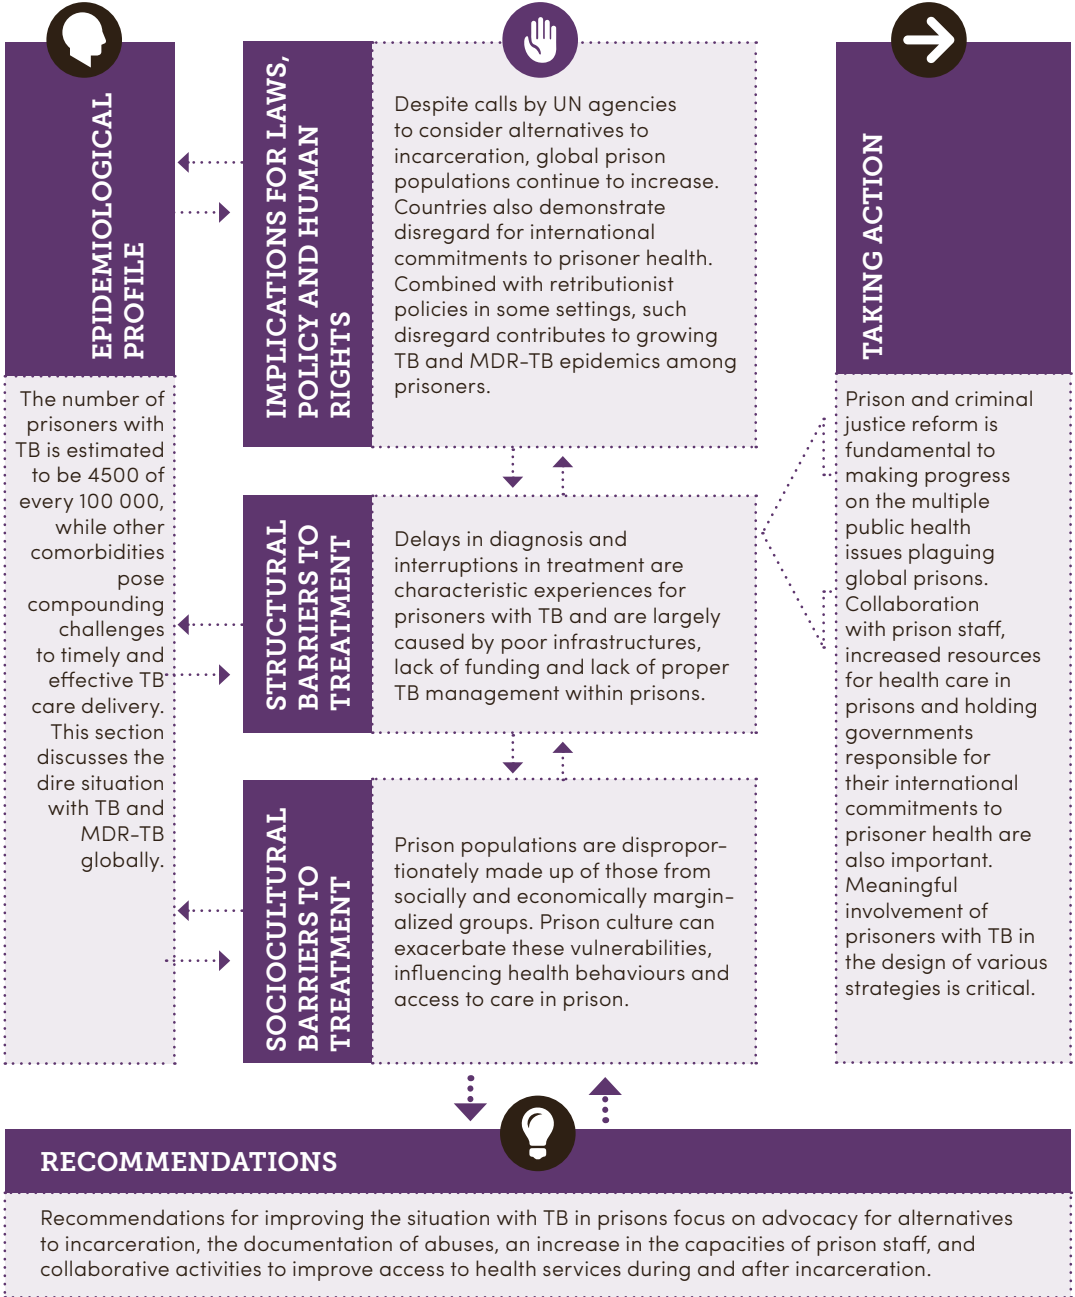 EPIDEMIOLOGICAL
PROFILE
The number of
prisoners with
TB is estimated
to be 4500 of
every 100 000,
while other
comorbidities
pose
compounding
challenges
to timely and
effective TB
care delivery.
This section
discusses the
dire situation
with TB and
MDR-TB
globally.
IMPLICATIONS FOR LAWS,
POLICY AND HUMAN
RIGHTS
Despite calls by UN agencies
to consider alternatives to
incarceration, global prison
populations continue to increase.
Countries also demonstrate
disregard for international
commitments to prisoner health.
Combined with retributionist
policies in some settings, such
disregard contributes to growing
TB and MDR-TB epidemics among
prisoners.
STRUCTURAL
BARRIERS TO
TREATMENT
Delays in diagnosis and
interruptions in treatment are
characteristic experiences for
prisoners with TB and are largely
caused by poor infrastructures,
lack of funding and lack of proper
TB management within prisons.
SOCIOCULTURAL
BARRIERS TO
TREATMENT
Prison populations are dispropor-
tionately made up of those from
socially and economically margin-
alized groups. Prison culture can
exacerbate these vulnerabilities,
influencing health behaviours and
access to care in prison.
TAKING ACTION
Prison and criminal
justice reform is
fundamental to
making progress
on the multiple
public health
issues plaguing
global prisons.
Collaboration
with prison staff,
increased resources
for health care in
prisons and holding
governments
responsible for
their international
commitments to
prisoner health are
also important.
Meaningful
involvement of
prisoners with TB in
the design of various
strategies is critical.
RECOMMENDATIONS
Recommendations for improving the situation with TB in prisons focus on advocacy for alternatives
to incarceration, the documentation of abuses, an increase in the capacities of prison staff, and
collaborative activities to improve access to health services during and after incarceration.